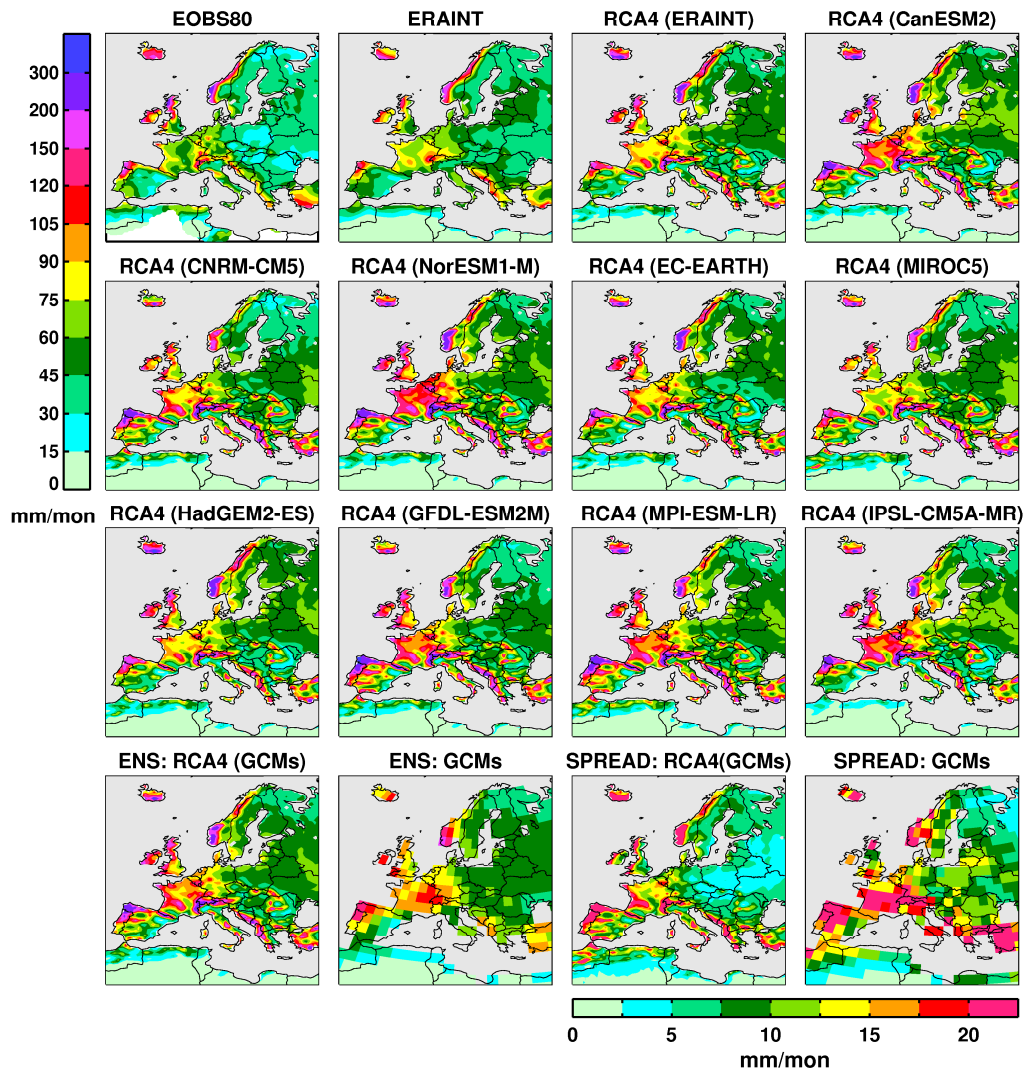 EOBS80
ERAINT
RCA4 (ERAINT)
RCA4 (CanESM2)
300
200
150
120
105
90
75
60
45
30
15
0
mm/mon
RCA4 (CNRM-CM5)
RCA4 (NorESM1-M)
RCA4 (EC-EARTH)
RCA4 (MIROC5)
RCA4 (HadGEM2-ES)
RCA4 (GFDL-ESM2M)
RCA4 (MPI-ESM-LR)
RCA4 (IPSL-CM5A-MR)
ENS: RCA4 (GCMs)
ENS: GCMs
SPREAD: RCA4(GCMs)
SPREAD: GCMs
0 5 10 15 20
mm/mon